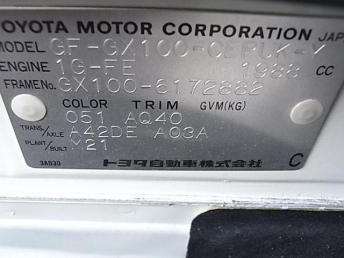 TOYOTA MOTOR CORPORATION JAP
MODEL GF-GX100-
ENGINE 1G-FE 1988 CC
FRAME No. GX100-6172882
COLOR TRIM GVM(KG)
051 AQ40
TRANS./AXLE A42DE A03A
PLANT/BUILT M21
3A030 トヨタ自動車株式会社 C